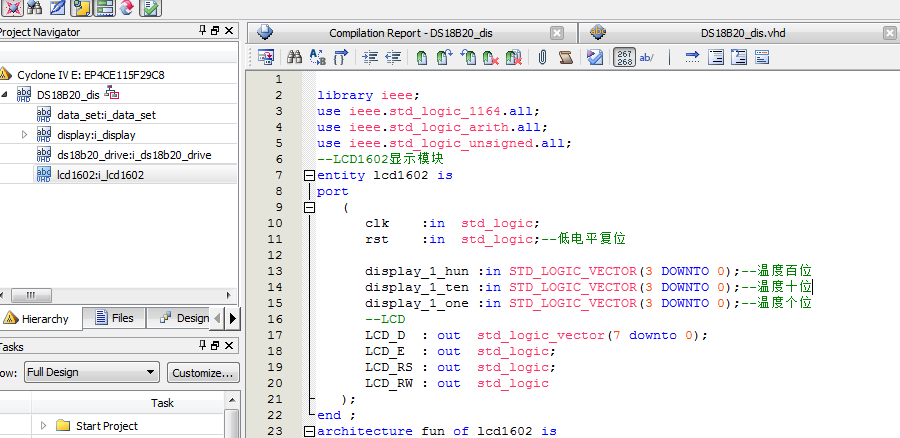 Project Navigator
Cyclone IV E: EP4CE115F29C8
DS18B20_dis
data_set:i_data_set
display:i_display
ds18b20_drive:i_ds18b20_drive
lcd1602:i_lcd1602
Hierarchy
Files
Design
Tasks
ow:
Full Design
Customize...
Task
Start Project
Compilation Report - DS18B20_dis
DS18B20_dis.vhd
267
268
ab/
1
2 library ieee;
3 use ieee.std_logic_1164.all;
4 use ieee.std_logic_arith.all;
5 use ieee.std_logic_unsigned.all;
6 --LCD1602显示模块
7 entity lcd1602 is
8 port
9 (
10 clk :in std_logic;
11 rst :in std_logic;--低电平复位
12
13 display_1_hun :in STD_LOGIC_VECTOR(3 DOWNTO 0);--温度百位
14 display_1_ten :in STD_LOGIC_VECTOR(3 DOWNTO 0);--温度十位
15 display_1_one :in STD_LOGIC_VECTOR(3 DOWNTO 0);--温度个位
16 --LCD
17 LCD_D : out std_logic_vector(7 downto 0);
18 LCD_E : out std_logic;
19 LCD_RS : out std_logic;
20 LCD_RW : out std_logic
21 );
22 end ;
23 architecture fun of lcd1602 is